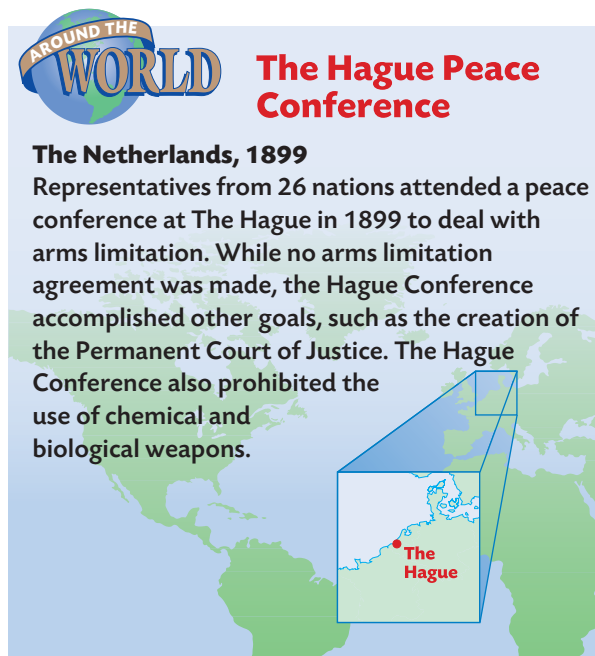 AROUND THE
WORLD
The Hague Peace
Conference
The Netherlands, 1899
Representatives from 26 nations attended a peace
conference at The Hague in 1899 to deal with
arms limitation. While no arms limitation
agreement was made, the Hague Conference
accomplished other goals, such as the creation of
the Permanent Court of Justice. The Hague
Conference also prohibited the
use of chemical and
biological weapons.
The
Hague